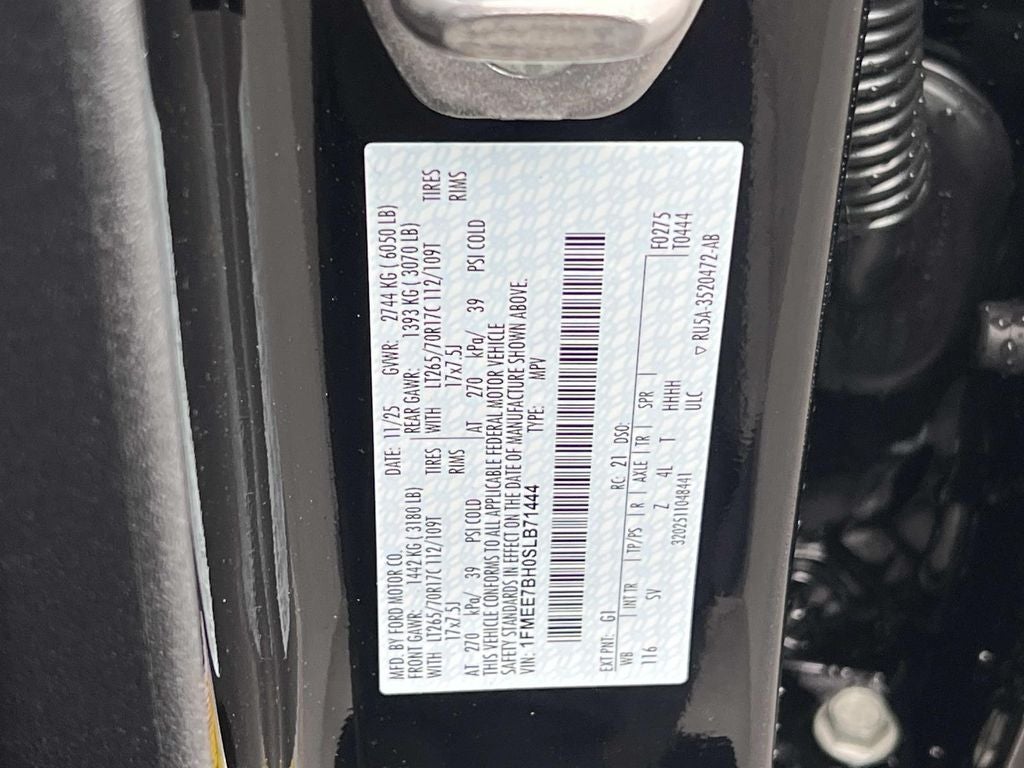 MFD. BY FORD MOTOR CO. DATE: 11/25 GVWR: 2744 KG ( 6050 LB)
FRONT GAWR: 1442 KG ( 3180 LB) REAR GAWR: 1393 KG ( 3070 LB)
WITH LT265/70R17C 112/109T TIRES WITH LT265/70R17C 112/109T TIRES
17x7.5J RIMS 17x7.5J RIMS
AT 270 kPa/ 39 PSI COLD AT 270 kPa/ 39 PSI COLD
THIS VEHICLE CONFORMS TO ALL APPLICABLE FEDERAL MOTOR VEHICLE
SAFETY STANDARDS IN EFFECT ON THE DATE OF MANUFACTURE SHOWN ABOVE.
VIN: 1FMEE7BH0SLB71444 TYPE: MPV
EXT PNT: G1 RC: 21 DSO: F0275
WB INT TR TP/PS R AXLE TR SPR T0444
116 SV Z 4L T HHHH
3202511048441 ULC
▽ RU5A-3520472-AB